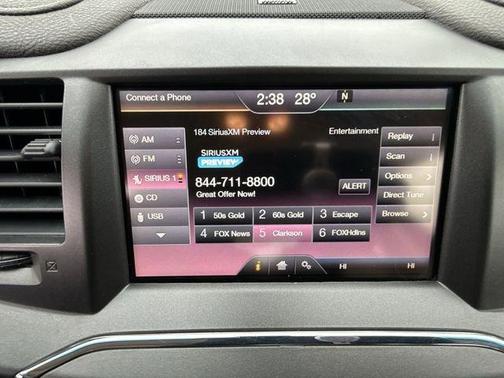 Connect a Phone 2:38 28° N
184 SiriusXM Preview Entertainment
AM
FM
SIRIUS 1
CD
USB
SIRIUSXM
PREVIEW
844-711-8800
Great Offer Now!
ALERT
1 50s Gold 2 60s Gold 3 Escape
4 FOX News 5 Clarkson 6 FOXHdlns
Replay
Scan
Options >
Direct Tune
Browse >
HI HI